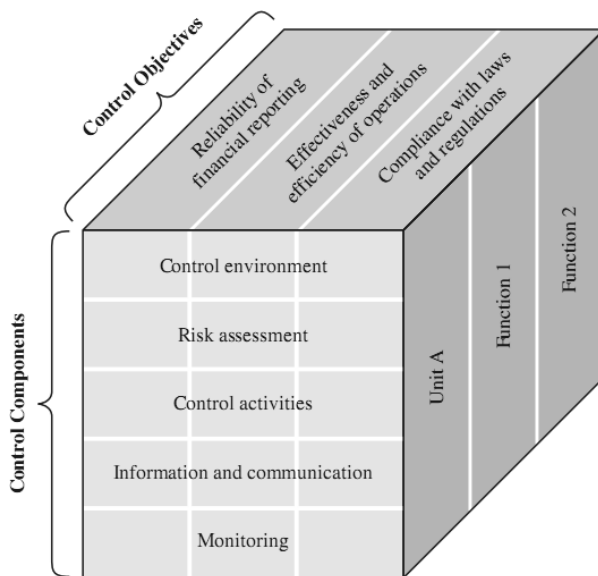 Control Objectives
Reliability of
financial reporting
Effectiveness and
efficiency of operations
Compliance with laws
and regulations
Control Components
Control environment
Risk assessment
Control activities
Information and communication
Monitoring
Unit A
Function 1
Function 2